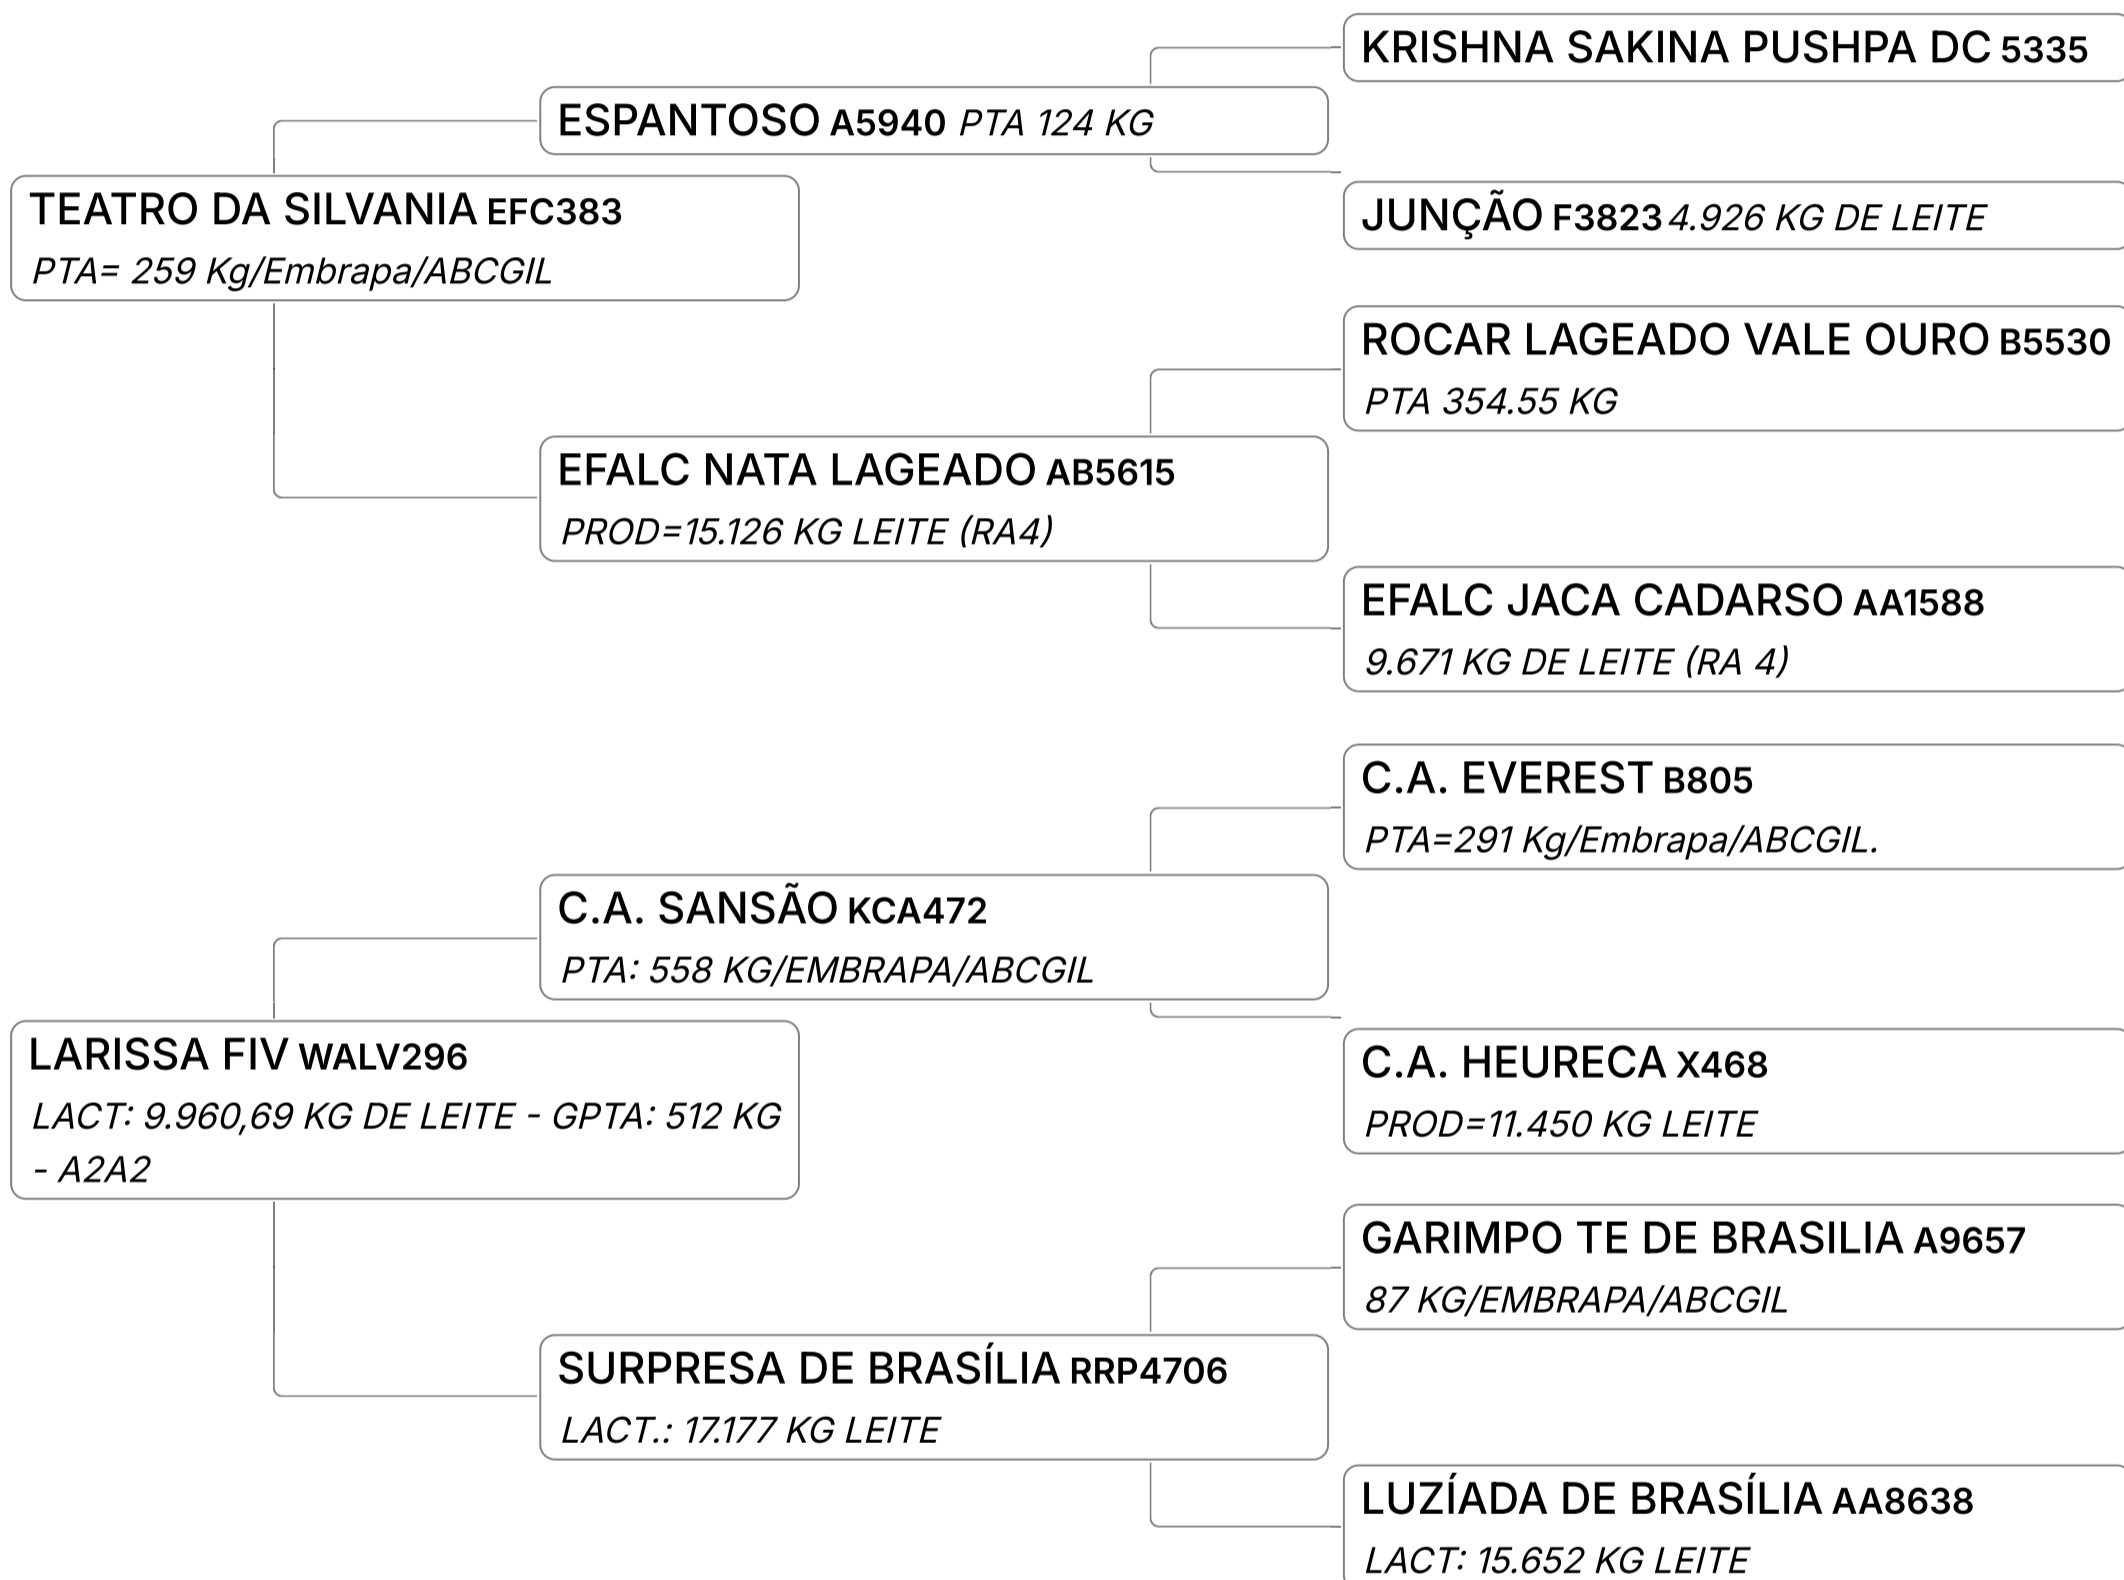 KRISHNA SAKINA PUSHPA DC 5335
ESPANTOSO A5940 PTA 124 KG
JUNÇÃO F3823 4.926 KG DE LEITE
TEATRO DA SILVANIA EFC383
PTA= 259 Kg/Embrapa/ABCGIL
ROCAR LAGEADO VALE OURO B5530
PTA 354.55 KG
EFALC NATA LAGEADO AB5615
PROD=15.126 KG LEITE (RA4)
EFALC JACA CADARSO AA1588
9.671 KG DE LEITE (RA 4)
C.A. EVEREST B805
PTA=291 Kg/Embrapa/ABCGIL.
C.A. SANSÃO KCA472
PTA: 558 KG/EMBRAPA/ABCGIL
C.A. HEURECA X468
PROD=11.450 KG LEITE
LARISSA FIV WALV296
LACT: 9.960,69 KG DE LEITE - GPTA: 512 KG
- A2A2
GARIMPO TE DE BRASILIA A9657
87 KG/EMBRAPA/ABCGIL
SURPRESA DE BRASÍLIA RRP4706
LACT.: 17.177 KG LEITE
LUZÍADA DE BRASÍLIA AA8638
LACT: 15.652 KG LEITE